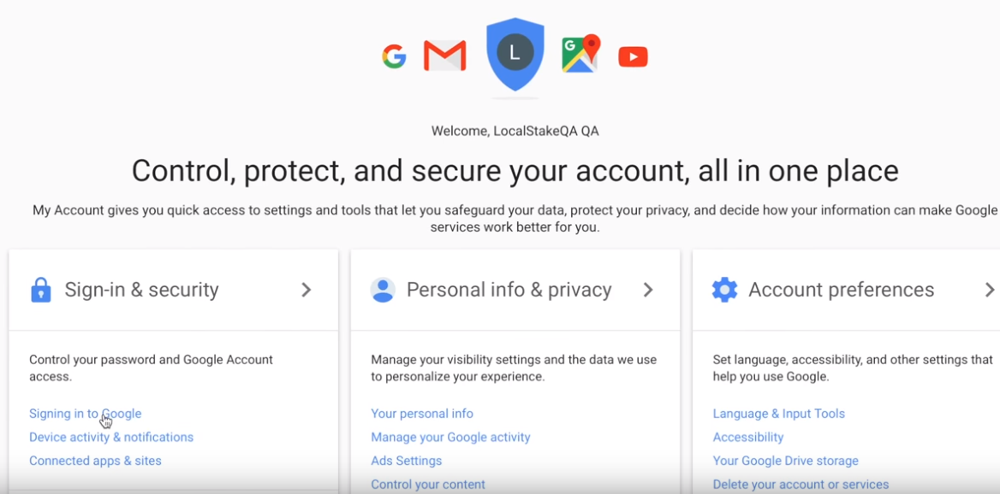 L
Welcome, LocalStakeQA QA
Control, protect, and secure your account, all in one place
My Account gives you quick access to settings and tools that let you safeguard your data, protect your privacy, and decide how your information can make Google
services work better for you.
Sign-in & security
Control your password and Google Account
access.
Signing in to Google
Device activity & notifications
Connected apps & sites
Personal info & privacy
Manage your visibility settings and the data we use
to personalize your experience.
Your personal info
Manage your Google activity
Ads Settings
Control your content
Account preferences
Set language, accessibility, and other settings that
help you use Google.
Language & Input Tools
Accessibility
Your Google Drive storage
Delete your account or services